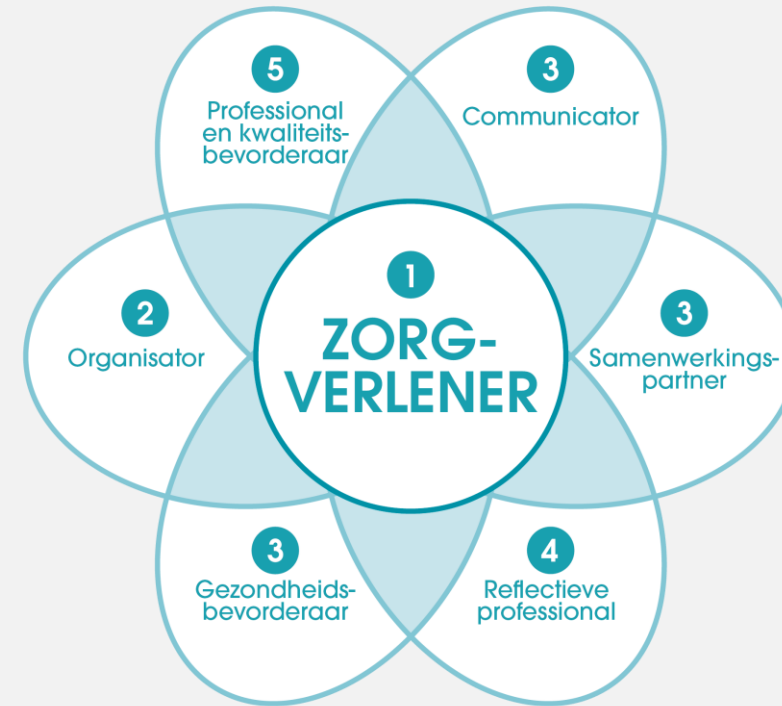 5
Professional
en kwaliteits-
bevorderaar
3
Communicator
2
Organisator
1
ZORG-
VERLENER
3
Samenwerkings-
partner
3
Gezondheids-
bevorderaar
4
Reflectieve
professional